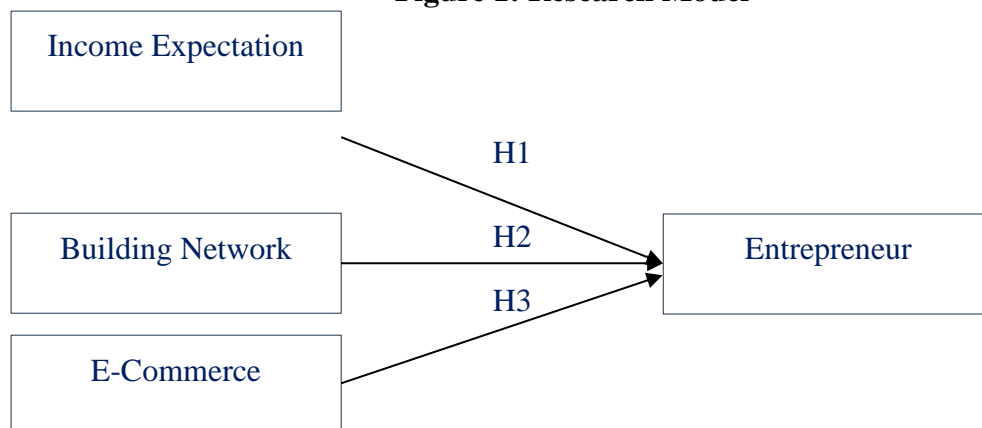 Figure 1. Research Model
Income Expectation
H1
Building Network
H2
Entrepreneur
H3
E-Commerce